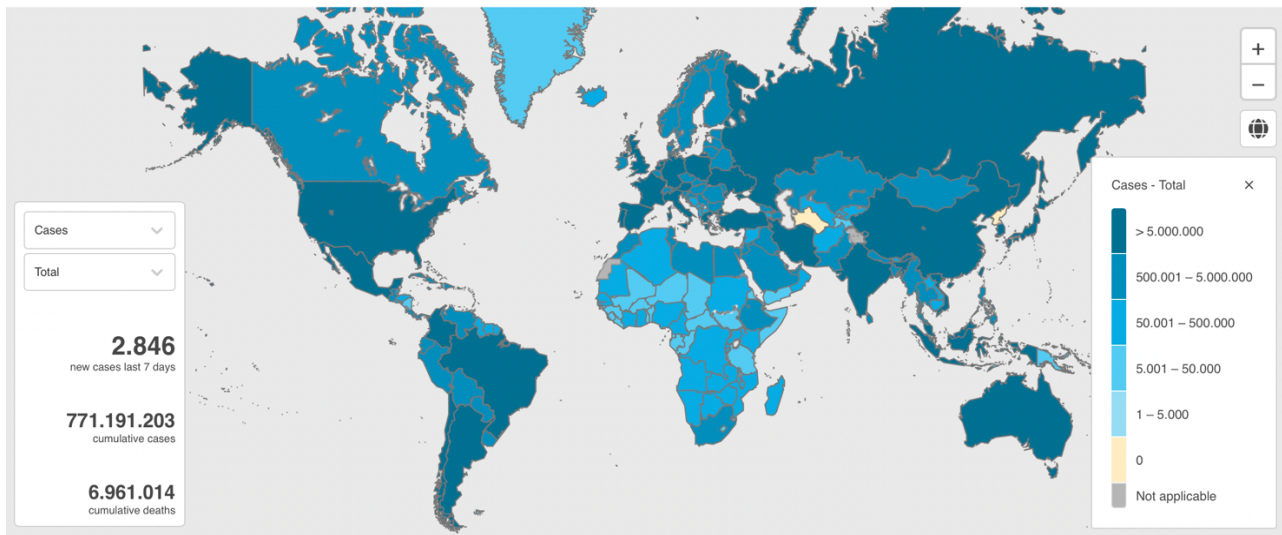 Cases
Total
2.846
new cases last 7 days
771.191.203
cumulative cases
6.961.014
cumulative deaths
+
−
Cases - Total ×
> 5.000.000
500.001 – 5.000.000
50.001 – 500.000
5.001 – 50.000
1 – 5.000
0
Not applicable